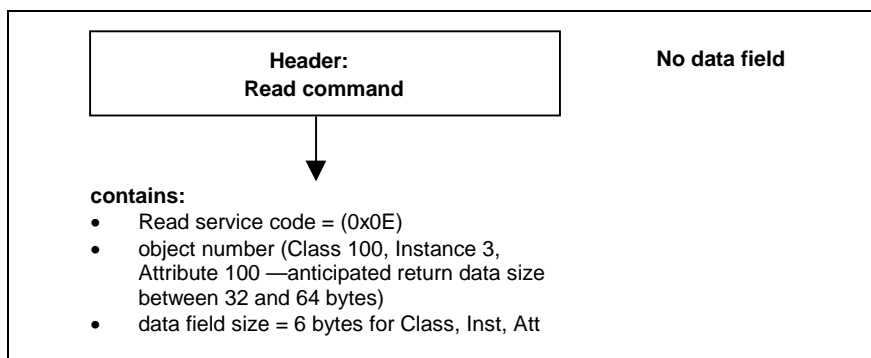 Header:
Read command
No data field
contains:
• Read service code = (0x0E)
• object number (Class 100, Instance 3,
Attribute 100 —anticipated return data size
between 32 and 64 bytes)
• data field size = 6 bytes for Class, Inst, Att